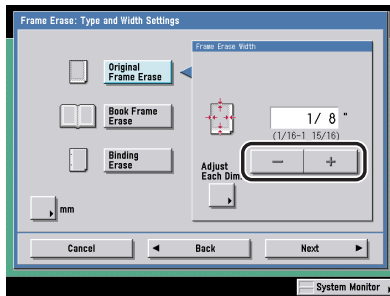 Frame Erase: Type and Width Settings
Frame Erase Width
Original
Frame Erase
Book Frame
Erase
Binding
Erase
1/ 8 "
(1/16-1 15/16)
Adjust
Each Dim.
- +
mm
Cancel
◄ Back
Next ►
System Monitor